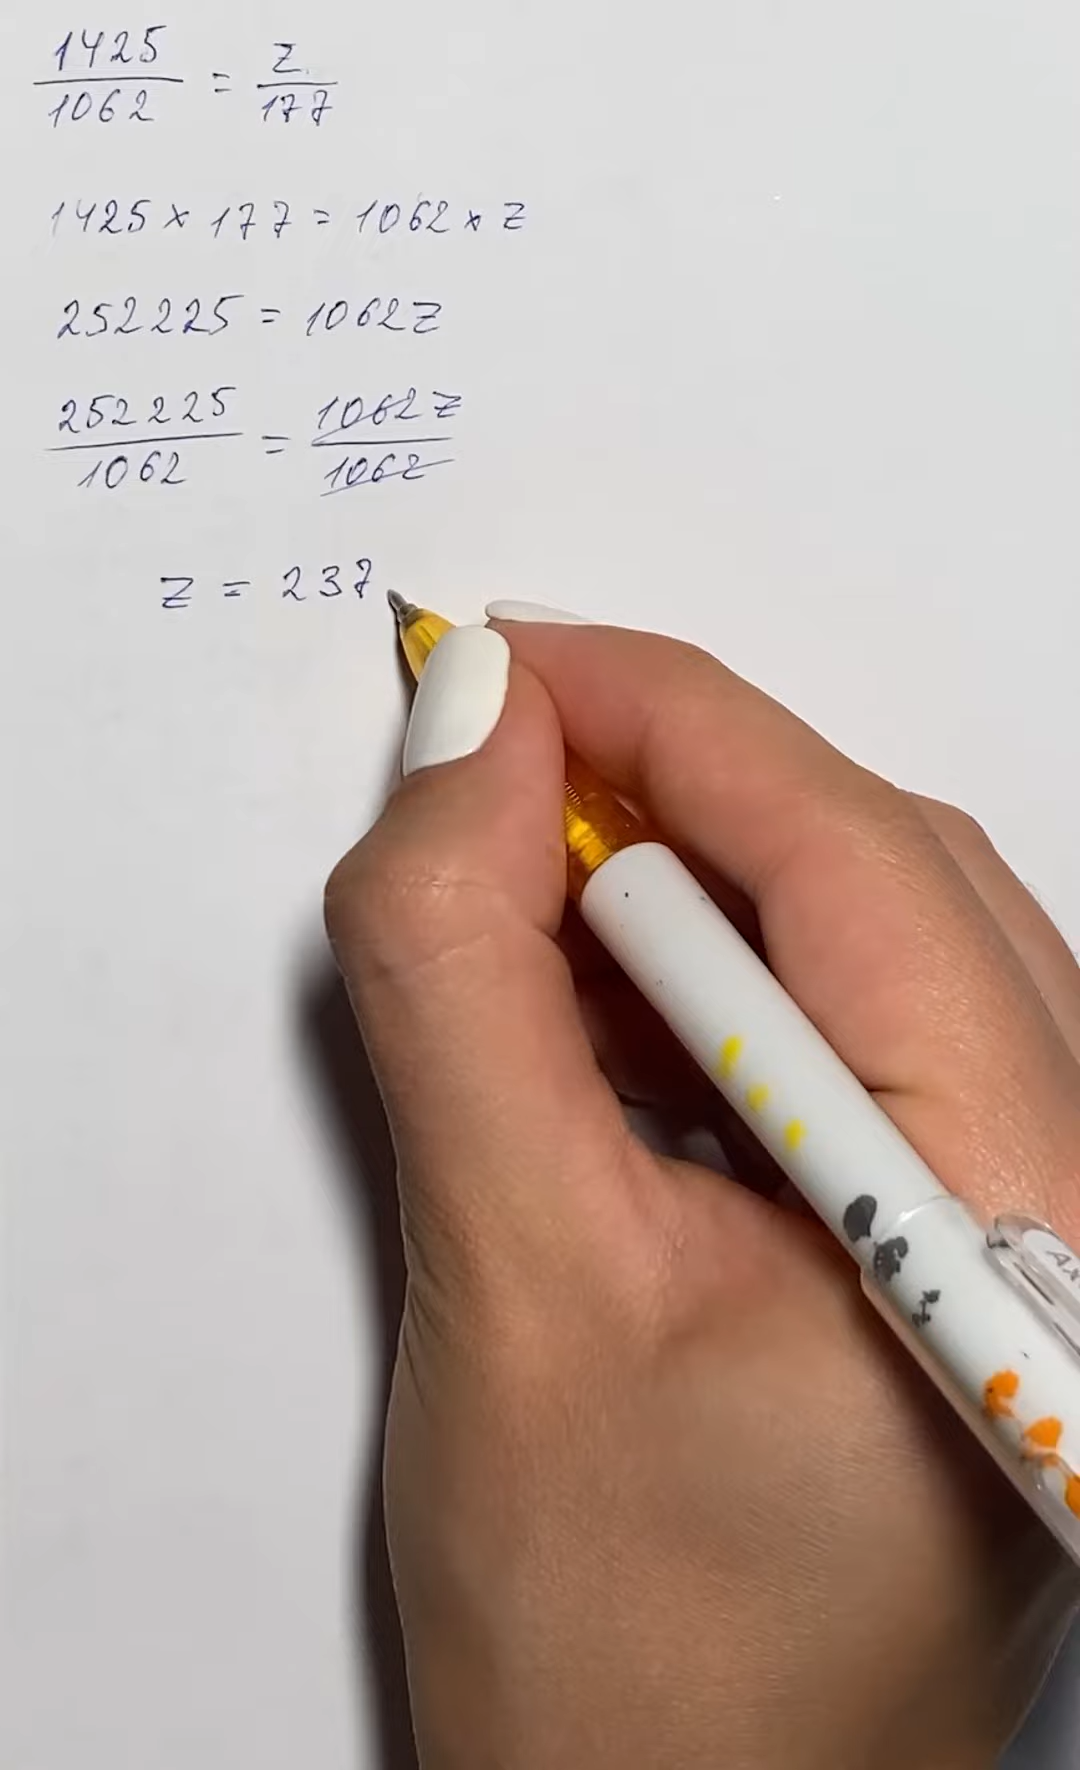 1425/1062 = z/177
1425 × 177 = 1062 × z
252225 = 1062z
252225/1062 = 1062z/1062
z = 237